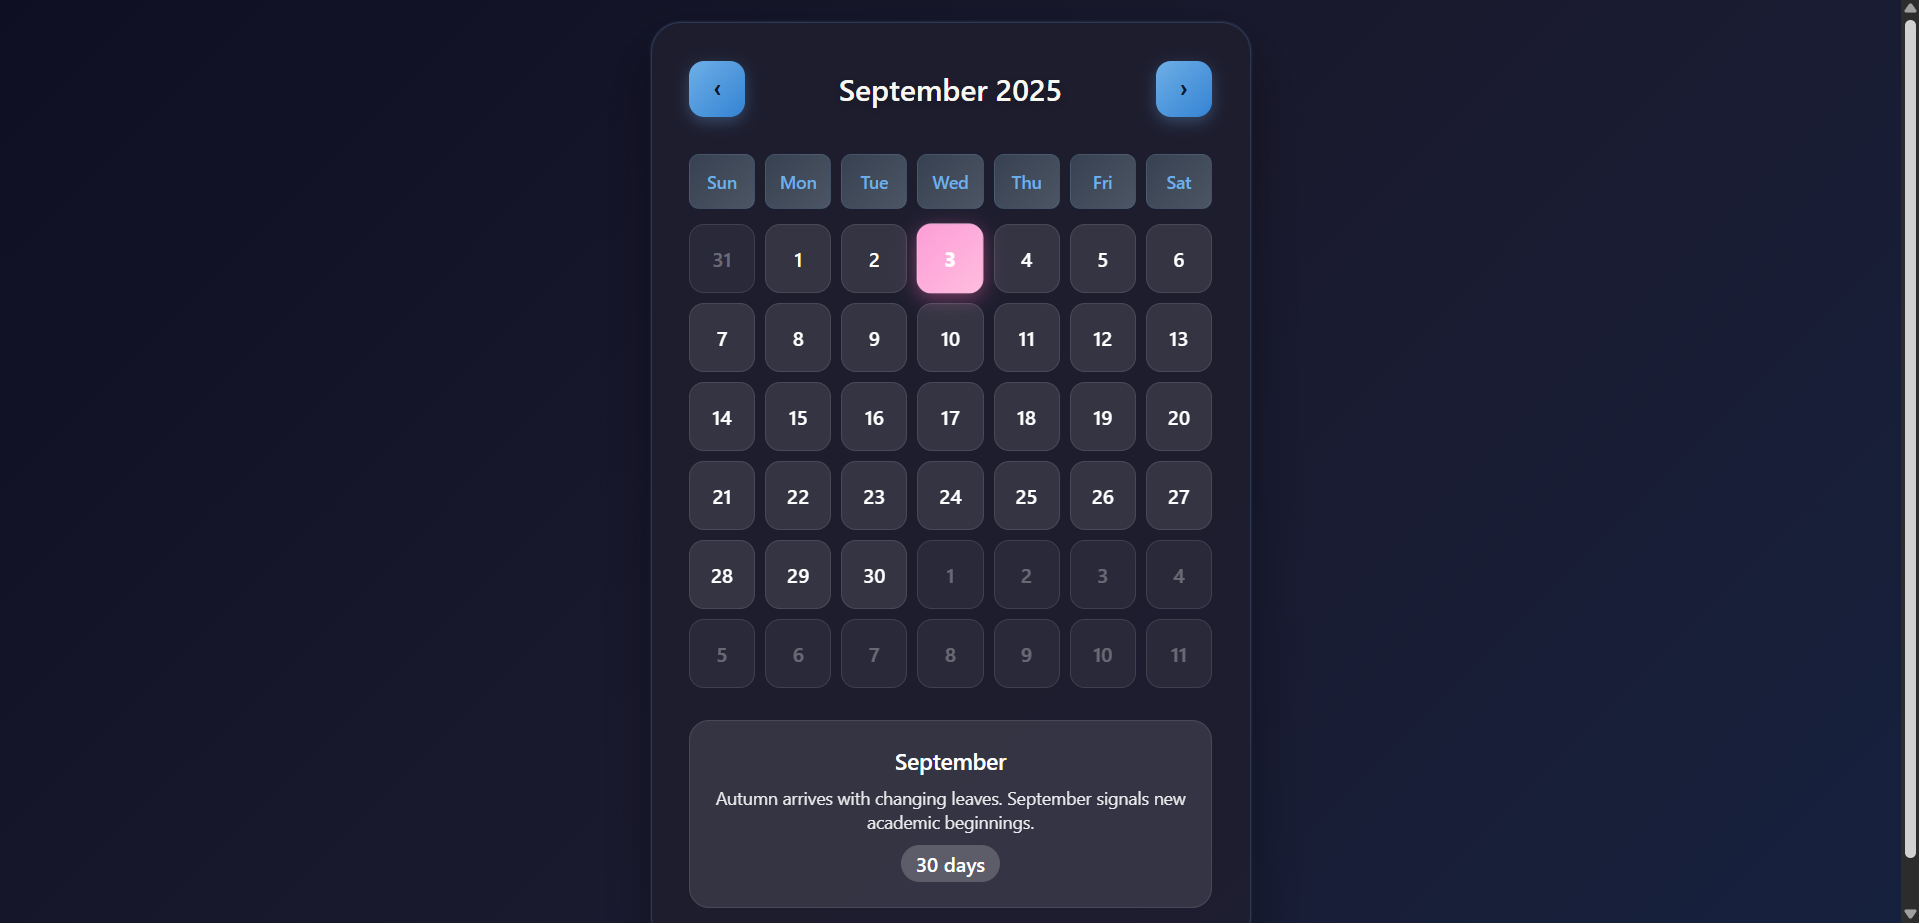 ‹ September 2025 ›
Sun Mon Tue Wed Thu Fri Sat
31 1 2 3 4 5 6
7 8 9 10 11 12 13
14 15 16 17 18 19 20
21 22 23 24 25 26 27
28 29 30 1 2 3 4
5 6 7 8 9 10 11
September
Autumn arrives with changing leaves. September signals new
academic beginnings.
30 days